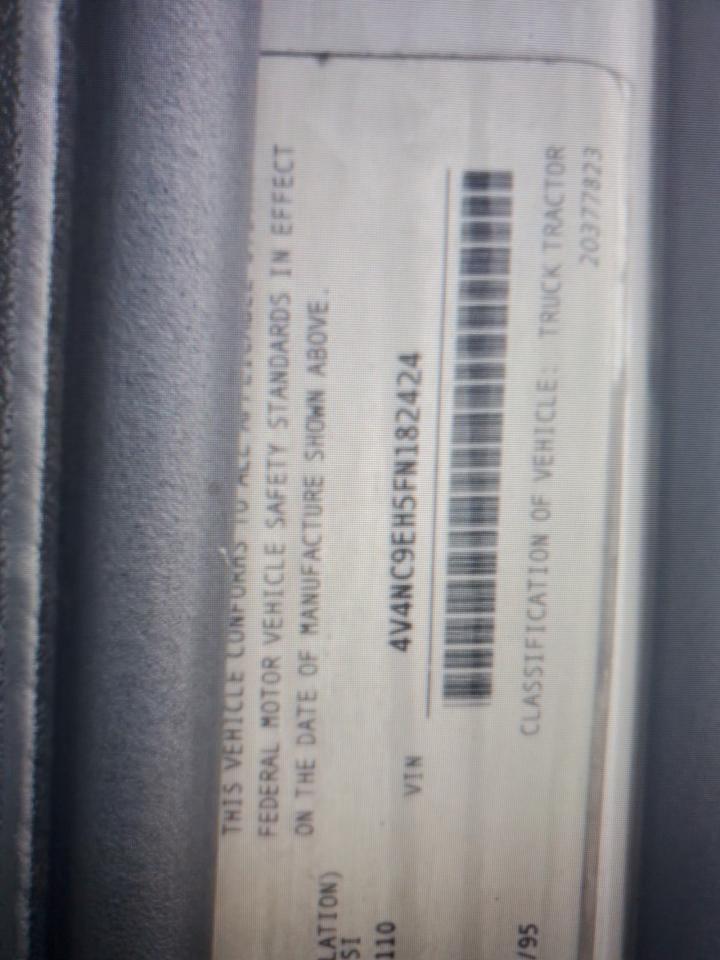 THIS VEHICLE CONFORMS TO ALL
FEDERAL MOTOR VEHICLE SAFETY STANDARDS IN EFFECT
ON THE DATE OF MANUFACTURE SHOWN ABOVE.
LATION)
SI
110
VIN 4V4NC9EH5FN182424
/95
CLASSIFICATION OF VEHICLE: TRUCK TRACTOR
20377823